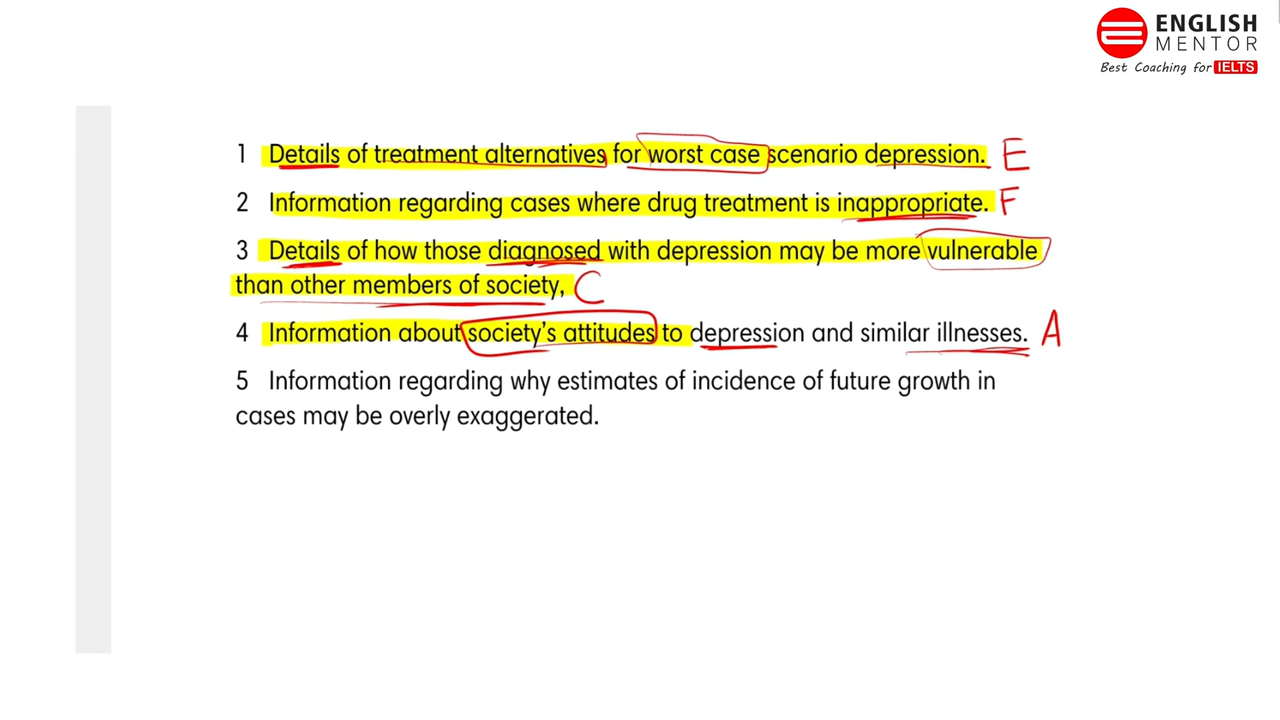 ENGLISH
MENTOR
Best Coaching for IELTS
1 Details of treatment alternatives for worst case scenario depression. E
2 Information regarding cases where drug treatment is inappropriate. F
3 Details of how those diagnosed with depression may be more vulnerable
than other members of society, C
4 Information about society's attitudes to depression and similar illnesses. A
5 Information regarding why estimates of incidence of future growth in
cases may be overly exaggerated.